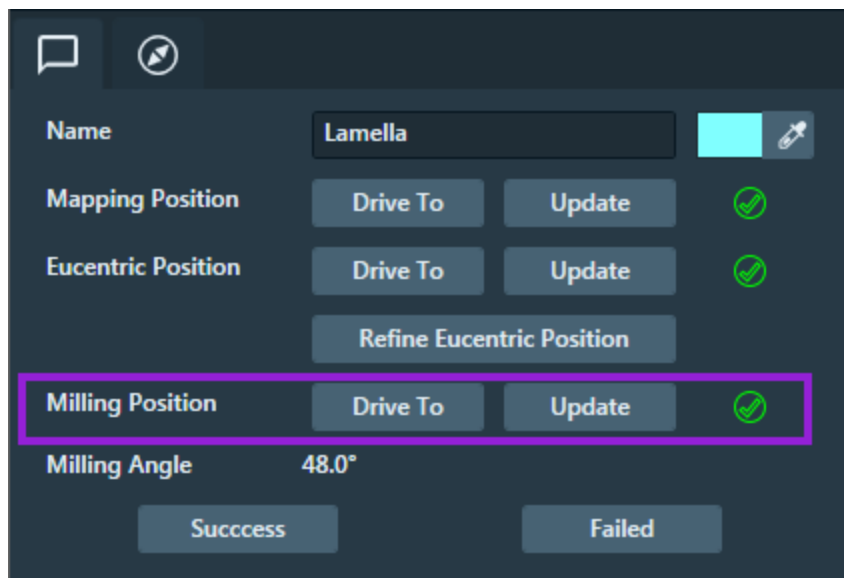 Name Lamella
Mapping Position Drive To Update
Eucentric Position Drive To Update
Refine Eucentric Position
Milling Position Drive To Update
Milling Angle 48.0°
Succcess Failed